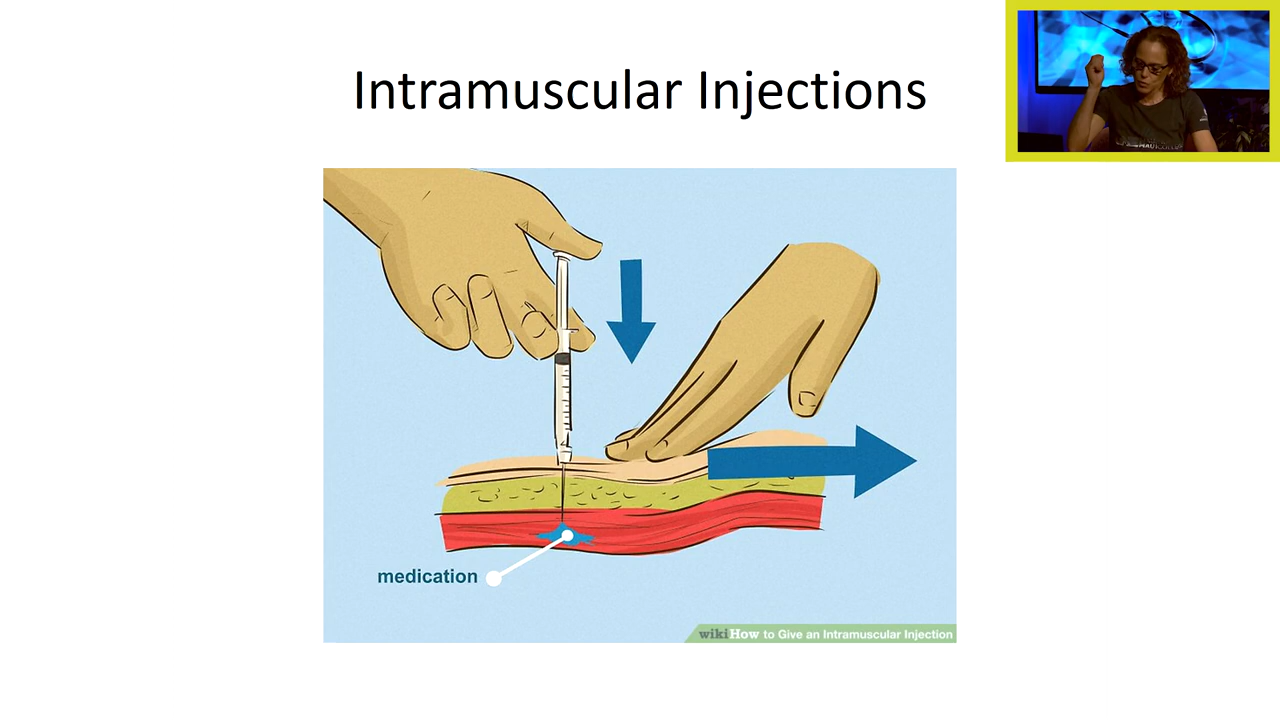 Intramuscular Injections
medication
wikiHow to Give an Intramuscular Injection